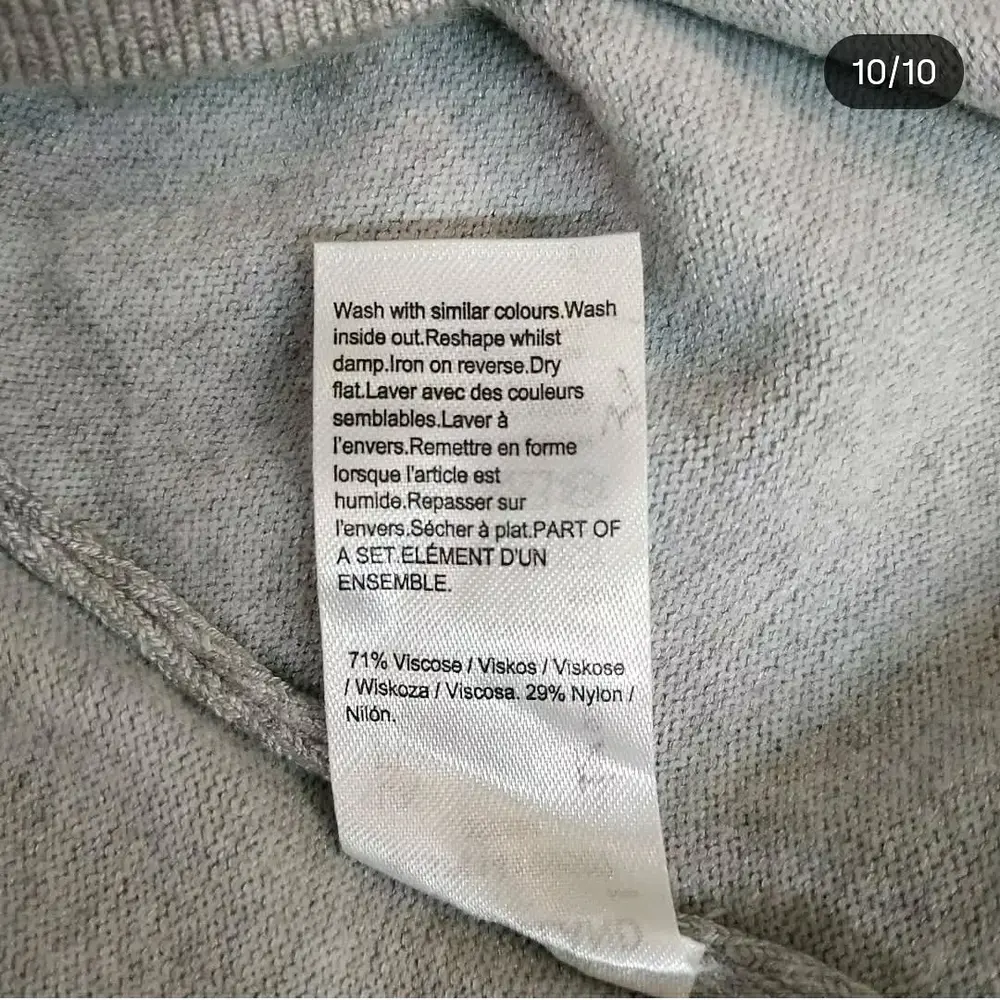 10/10
Wash with similar colours.Wash
inside out.Reshape whilst
damp.Iron on reverse.Dry
flat.Laver avec des couleurs
semblables.Laver à
l'envers.Remettre en forme
lorsque l'article est
humide.Repasser sur
l'envers.Sécher à plat.PART OF
A SET.ELÉMENT D'UN
ENSEMBLE.
71% Viscose / Viskos / Viskose
/ Wiskoza / Viscosa. 29% Nylon /
Nilón.